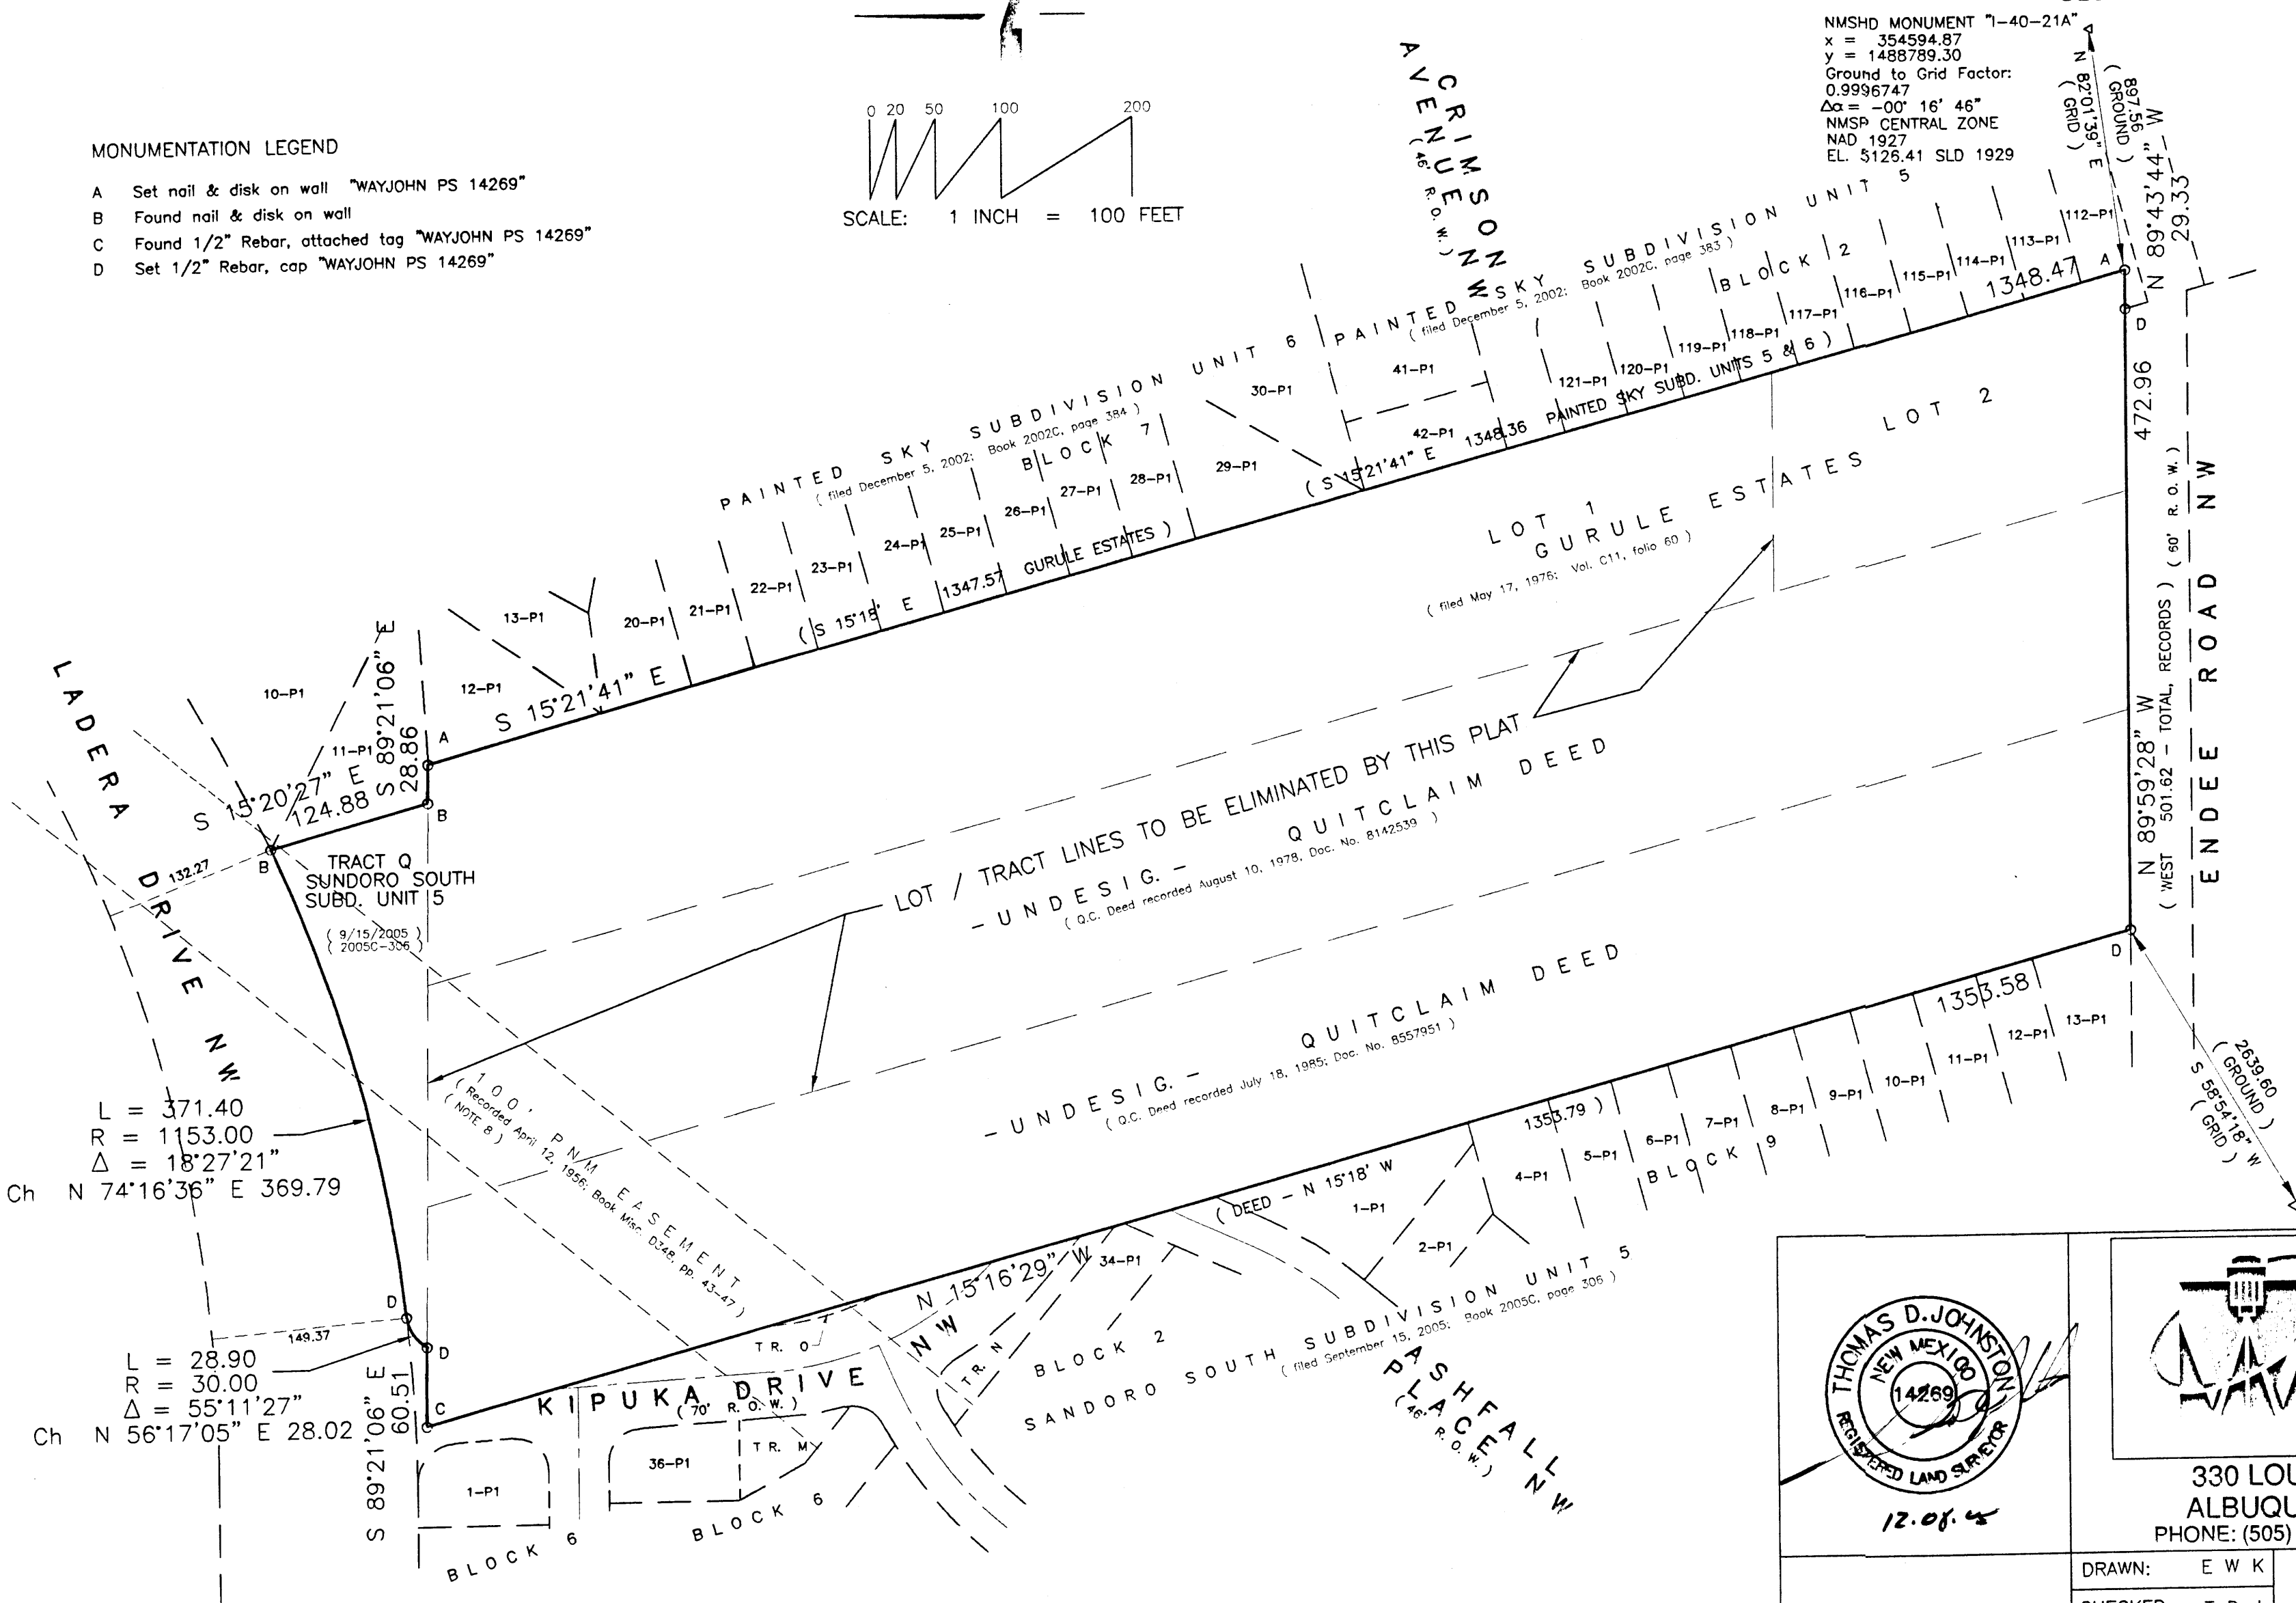 MONUMENTATION LEGEND
A Set nail & disk on wall "WAYJOHN PS 14269"
B Found nail & disk on wall
C Found 1/2" Rebar, attached tag "WAYJOHN PS 14269"
D Set 1/2" Rebar, cap "WAYJOHN PS 14269"
0 20 50 100 200
SCALE: 1 INCH = 100 FEET
CRIMSON
AVENUE NW
( 46' R. O. W. )
NMSHD MONUMENT "I-40-21A"
x = 354594.87
y = 1488789.30
Ground to Grid Factor:
0.9996747
Δα = -00° 16' 46"
NMSP CENTRAL ZONE
NAD 1927
EL. 5126.41 SLD 1929
897.56
( GROUND )
N 82°01'39" E
( GRID )
N 89°43'44" W
29.33
PAINTED SKY SUBDIVISION UNIT 5
( filed December 5, 2002: Book 2002C, page 383 )
BLOCK 2
112-P1
113-P1
114-P1
115-P1
116-P1
117-P1
118-P1
119-P1
120-P1
121-P1
A
D
1348.47
PAINTED SKY SUBDIVISION UNIT 6
( filed December 5, 2002: Book 2002C, page 384 )
BLOCK 7
41-P1
42-P1
30-P1
29-P1
28-P1
27-P1
26-P1
25-P1
24-P1
23-P1
22-P1
21-P1
20-P1
13-P1
12-P1
11-P1
10-P1
( S 15°21'41" E 1348.36 PAINTED SKY SUBD. UNITS 5 & 6 )
( S 15°15' E 1347.57 GURULE ESTATES )
S 15°21'41" E
LOT 2
LOT 1
GURULE ESTATES
( filed May 17, 1976: Vol. C11, folio 60 )
472.96
N 89°59'28" W
( WEST 501.62 - TOTAL, RECORDS )
( 60' R. O. W. )
ENDEE ROAD NW
LADERA DRIVE NW
S 89°21'06" E
28.86
A
B
S 15°20'27" E
124.88
B
132.27
TRACT Q
SUNDORO SOUTH
SUBD. UNIT 5
( 9/15/2005 )
( 2005C-306 )
LOT / TRACT LINES TO BE ELIMINATED BY THIS PLAT
-UNDESIG.- QUITCLAIM DEED
( Q.C. Deed recorded August 10, 1978, Doc. No. 8142539 )
-UNDESIG.- QUITCLAIM DEED
( Q.C. Deed recorded July 18, 1985: Doc. No. 8557951 )
100' PNM EASEMENT
( Recorded April 12, 1956: Book Misc. D348, pp. 43-47 )
( NOTE 8 )
L = 371.40
R = 1153.00
Δ = 18°27'21"
Ch N 74°16'36" E 369.79
D
149.37
L = 28.90
R = 30.00
Δ = 55°11'27"
Ch N 56°17'05" E 28.02
D
S 89°21'06" E
60.51
C
D
1353.58
( DEED - N 15°18' W 1353.79 )
N 15°16'29" W
13-P1
12-P1
11-P1
10-P1
9-P1
8-P1
7-P1
6-P1
5-P1
4-P1
BLOCK 9
1-P1
2-P1
34-P1
TR. O
TR. N
BLOCK 2
SANDORO SOUTH SUBDIVISION UNIT 5
( filed September 15, 2005: Book 2005C, page 306 )
ASHFALL
PLACE NW
( 46' R. O. W. )
KIPUKA DRIVE NW
( 70' R. O. W. )
1-P1
36-P1
TR. M
BLOCK 6
BLOCK 6
2639.60
( GROUND )
S 58°54'18" W
( GRID )
THOMAS D. JOHNSTON
NEW MEXICO
14269
REGISTERED LAND SURVEYOR
330 LOU
ALBUQU
PHONE: (505)
DRAWN: E W K